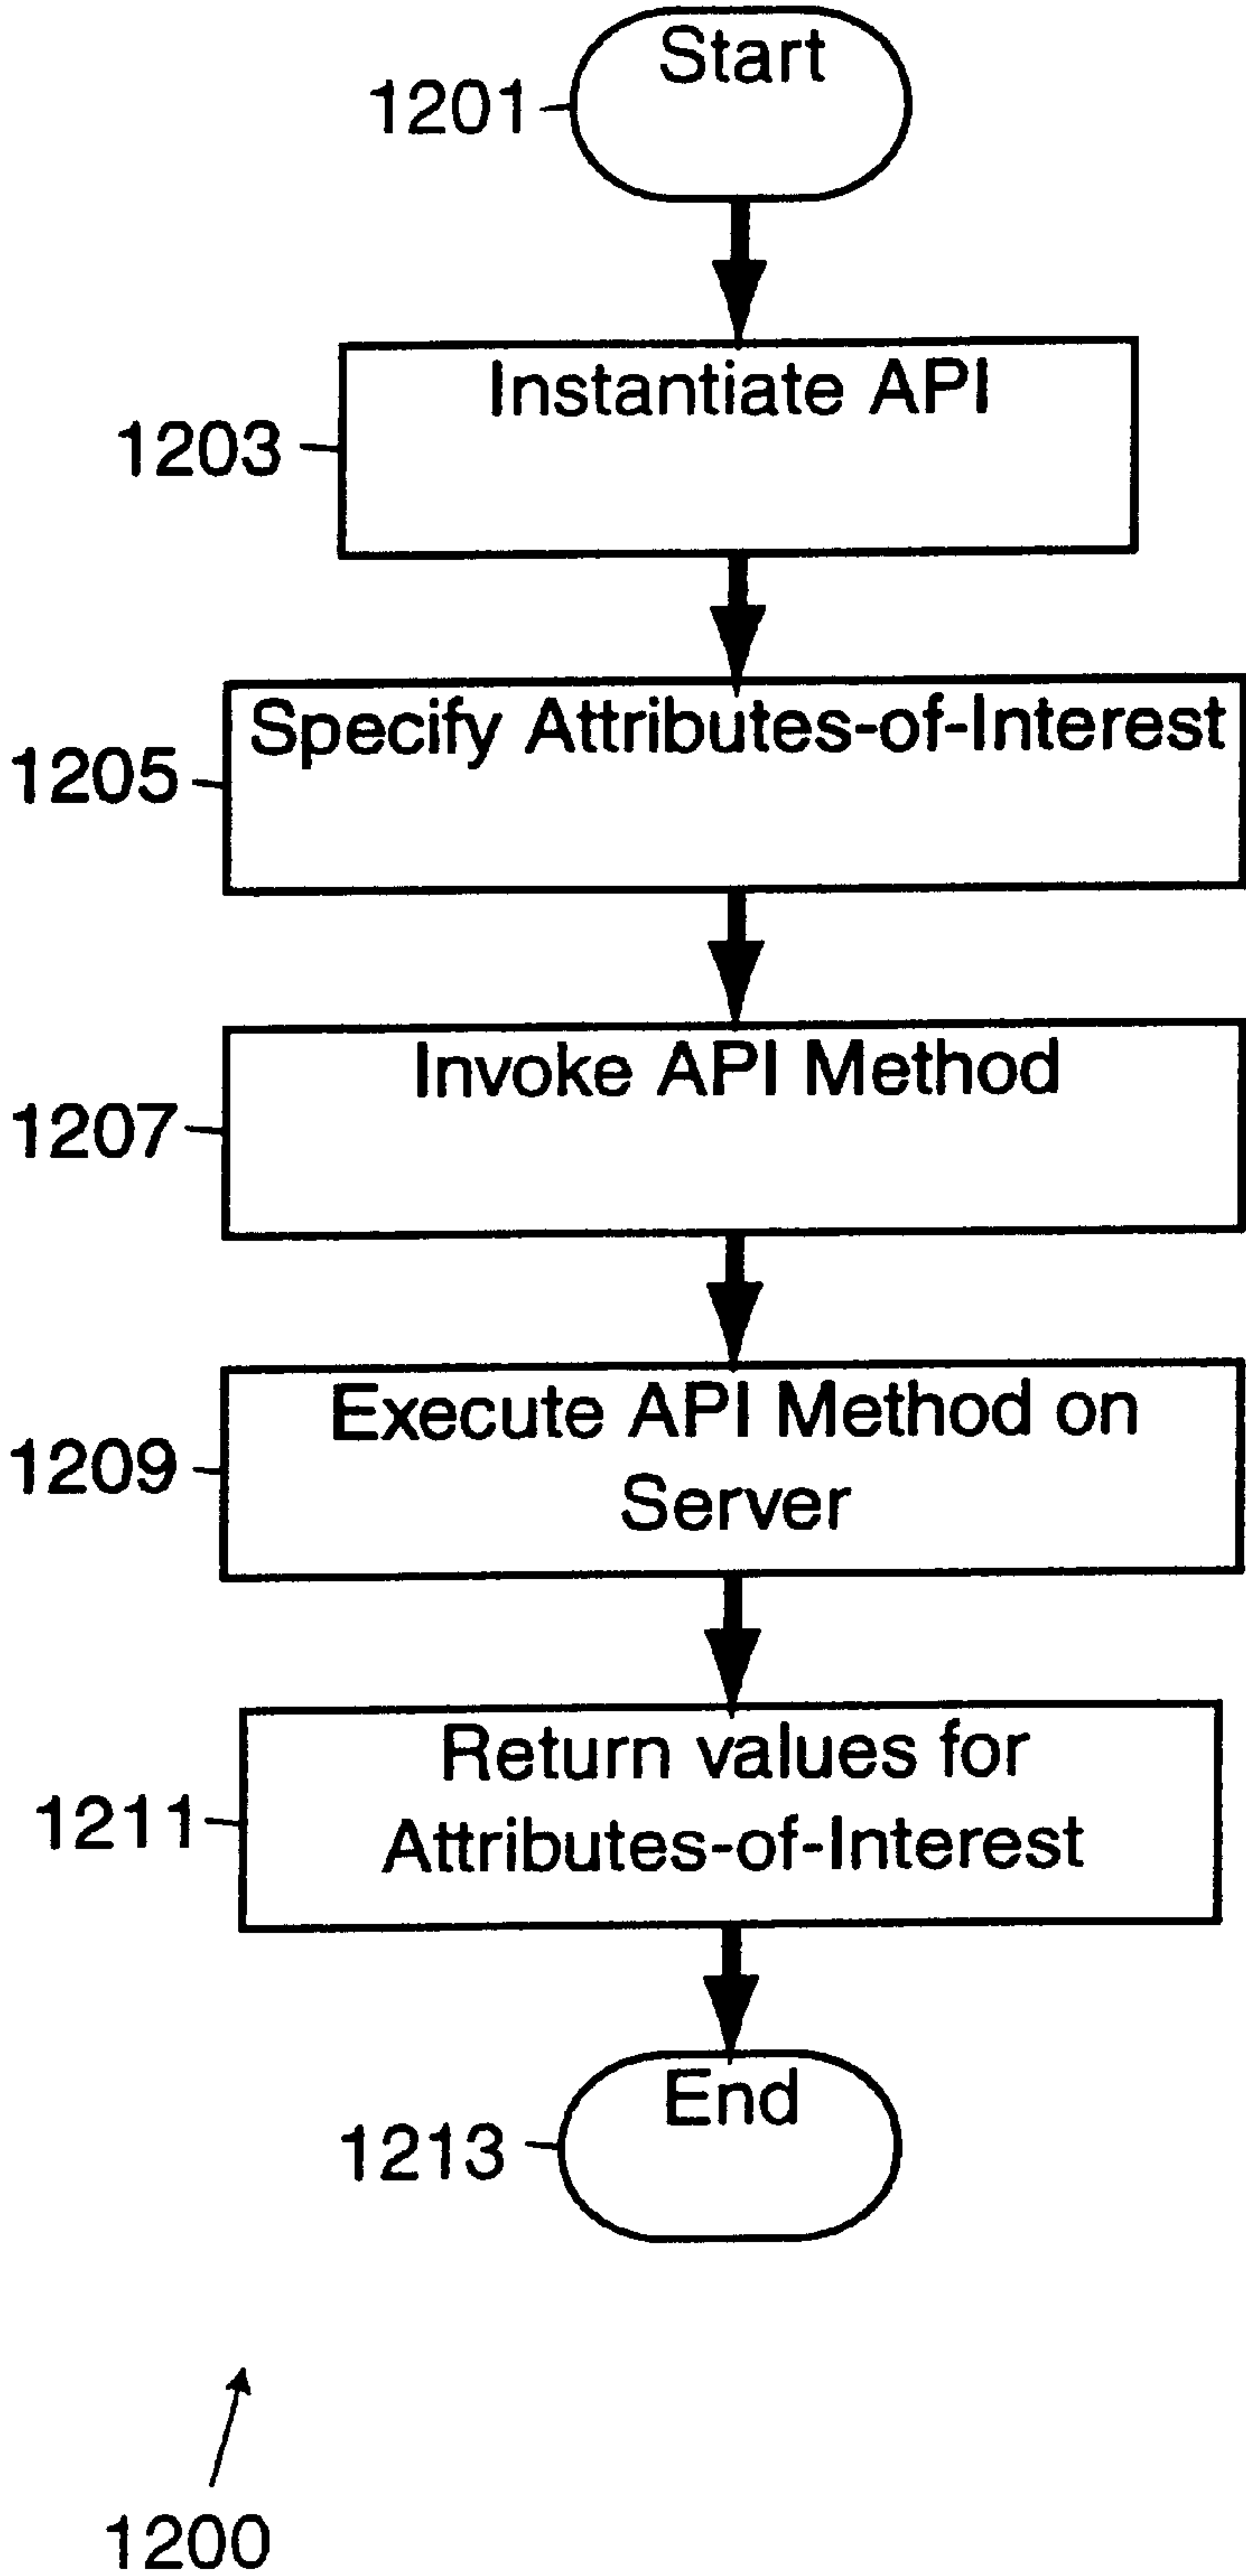 Start
1201
Instantiate API
1203
Specify Attributes-of-Interest
1205
Invoke API Method
1207
Execute API Method on
Server
1209
Return values for
Attributes-of-Interest
1211
End
1213
1200